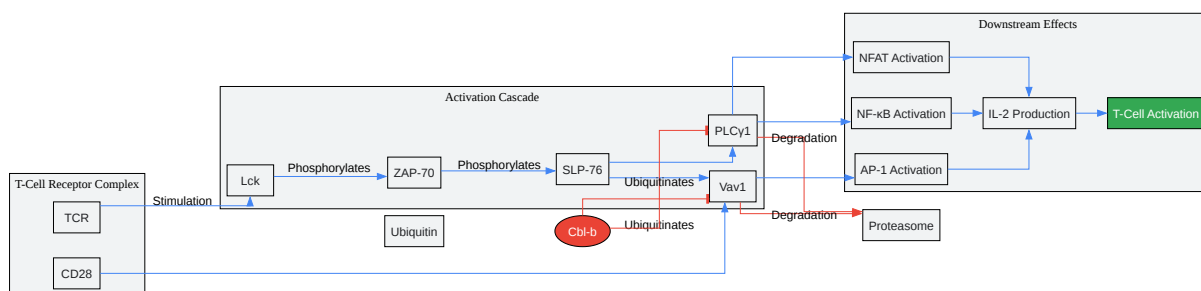 Downstream Effects
NFAT Activation
Activation Cascade
NF-κB Activation
IL-2 Production
T-Cell Activation
PLCγ1
Degradation
Phosphorylates
Phosphorylates
SLP-76
ZAP-70
Lck
AP-1 Activation
T-Cell Receptor Complex
Ubiquitinates
Vav1
TCR
Stimulation
Degradation
Ubiquitin
Cbl-b
Ubiquitinates
Proteasome
CD28